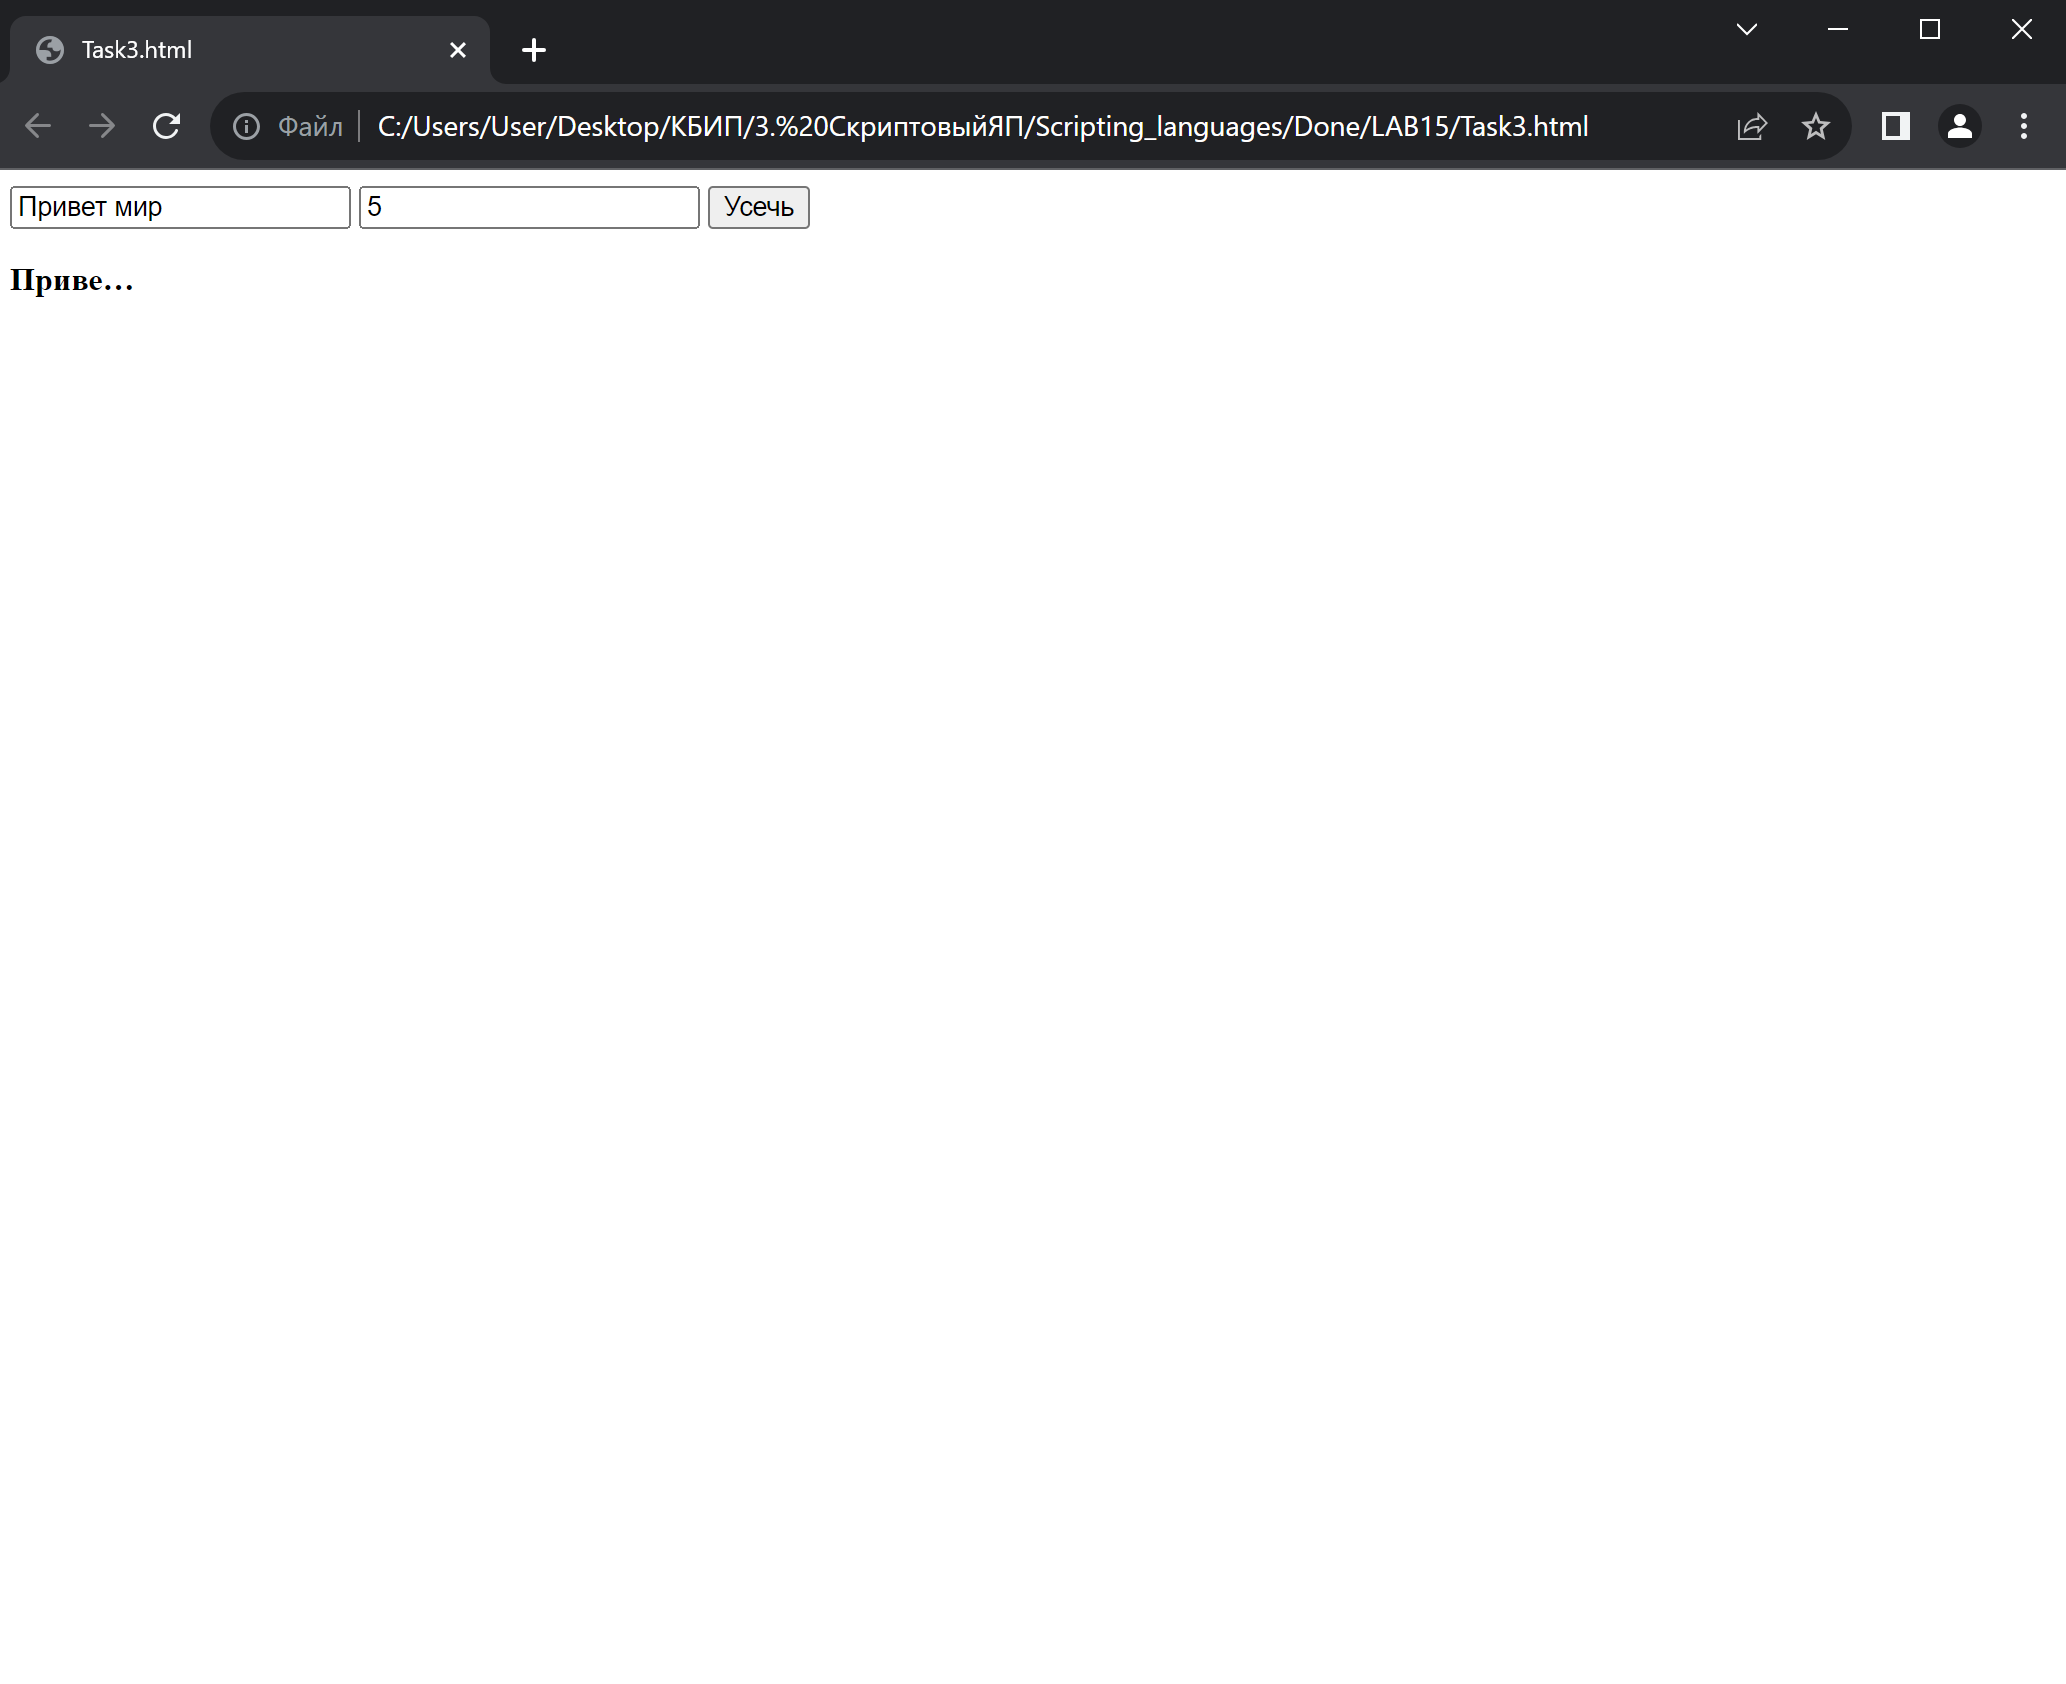 Task3.html
Файл C:/Users/User/Desktop/КБИП/3.%20СкриптовыйЯП/Scripting_languages/Done/LAB15/Task3.html
Привет мир 5 Усечь
Приве…